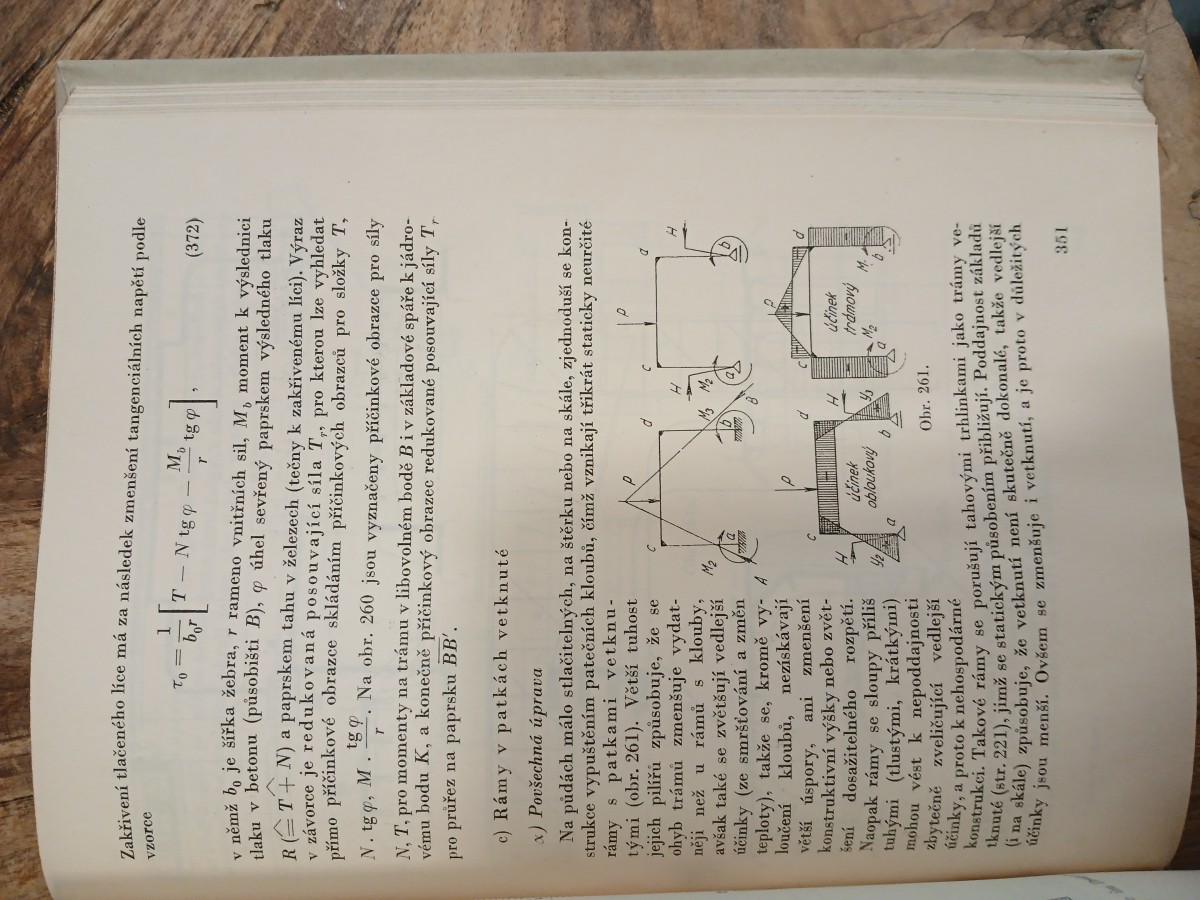 Zakřivení tlačeného líce má za následek zmenšení tangenciálních napětí podle
vzorce
τ₀ = 1/(b₀r) [ T − N tg φ − (M_b/r) tg φ ],   (372)
v němž b₀ je šířka žebra, r rameno vnitřních sil, M_b moment k výslednici
tlaku v betonu (působišti B), φ úhel sevřený paprskem výsledného tlaku
R (= T +̂ N) a paprskem tahu v železech (tečny k zakřivenému líci). Výraz
v závorce je redukovaná posouvající síla T_r, pro kterou lze vyhledat
přímo příčinkové obrazce skládáním příčinkových obrazců pro složky T,
N . tg φ, M . tg φ/r . Na obr. 260 jsou vyznačeny příčinkové obrazce pro síly
N, T, pro momenty na trámu v libovolném bodě B i v základové spáře k jádro-
vému bodu K, a konečně příčinkový obrazec redukované posouvající síly T_r
pro průřez na paprsku BB′.
c) Rámy v patkách vetknuté
Povšechná úprava
Na půdách málo stlačitelných, na štěrku nebo na skále, zjednoduší se kon-
strukce vypuštěním patečních kloubů, čímž vznikají třikrát staticky neurčité
rámy s patkami vetknu-
tými (obr. 261). Větší tuhost
jejich pilířů způsobuje, že se
ohyb trámů zmenšuje vydat-
něji než u rámů s klouby,
avšak také se zvětšují vedlejší
účinky (ze smršťování a změn
teploty), takže se, kromě vy-
loučení kloubů, nezískávají
větší úspory, ani zmenšení
konstruktivní výšky nebo zvět-
šení dosažitelného rozpětí.
Naopak rámy se sloupy příliš
tuhými (tlustými, krátkými)
mohou vést k nepoddajnosti
zbytečně zveličující vedlejší
účinky, a proto k nehospodárné
konstrukci. Takové rámy se porušují tahovými trhlinkami jako trámy ve-
tknuté (str. 221), jimž se statickým působením přibližují. Poddajnost základů
(i na skále) způsobuje, že vetknutí není skutečně dokonalé, takže vedlejší
účinky jsou menší. Ovšem se zmenšuje i vetknutí, a je proto v důležitých
P
c
d
M₂
M₃
a
b
A
B
P
c
d
H
H
M₂
a
b
P
c
d
H
H
účinek
obloukový
y₂
y₃
a
b
P
c
d
účinek
trámový
M₂
M
a
b
Obr. 261.
351